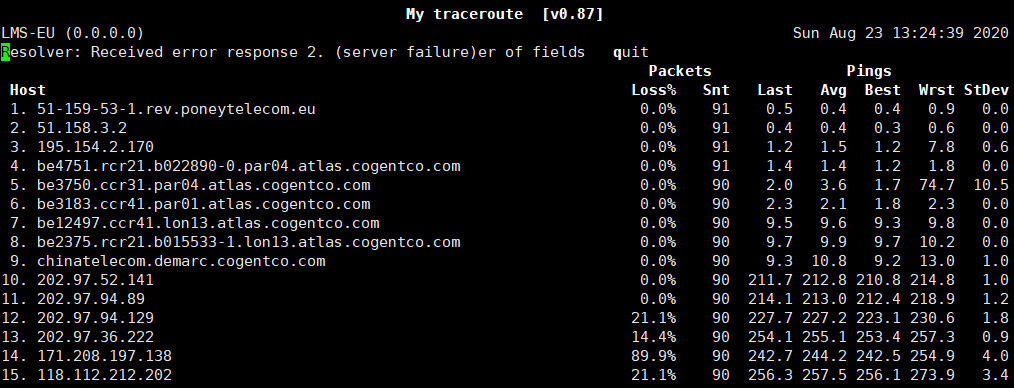 My traceroute  [v0.87]
LMS-EU (0.0.0.0) Sun Aug 23 13:24:39 2020
Resolver: Received error response 2. (server failure)er of fields   quit
Packets Pings
Host Loss% Snt Last Avg Best Wrst StDev
1. 51-159-53-1.rev.poneytelecom.eu 0.0% 91 0.5 0.4 0.4 0.9 0.0
2. 51.158.3.2 0.0% 91 0.4 0.4 0.3 0.6 0.0
3. 195.154.2.170 0.0% 91 1.2 1.5 1.2 7.8 0.6
4. be4751.rcr21.b022890-0.par04.atlas.cogentco.com 0.0% 91 1.4 1.4 1.2 1.8 0.0
5. be3750.ccr31.par04.atlas.cogentco.com 0.0% 90 2.0 3.6 1.7 74.7 10.5
6. be3183.ccr41.par01.atlas.cogentco.com 0.0% 90 2.3 2.1 1.8 2.3 0.0
7. be12497.ccr41.lon13.atlas.cogentco.com 0.0% 90 9.5 9.6 9.3 9.8 0.0
8. be2375.rcr21.b015533-1.lon13.atlas.cogentco.com 0.0% 90 9.7 9.9 9.7 10.2 0.0
9. chinatelecom.demarc.cogentco.com 0.0% 90 9.3 10.8 9.2 13.0 1.0
10. 202.97.52.141 0.0% 90 211.7 212.8 210.8 214.8 1.0
11. 202.97.94.89 0.0% 90 214.1 213.0 212.4 218.9 1.2
12. 202.97.94.129 21.1% 90 227.7 227.2 223.1 230.6 1.8
13. 202.97.36.222 14.4% 90 254.1 255.1 253.4 257.3 0.9
14. 171.208.197.138 89.9% 90 242.7 244.2 242.5 254.9 4.0
15. 118.112.212.202 21.1% 90 256.3 257.5 256.1 273.9 3.4